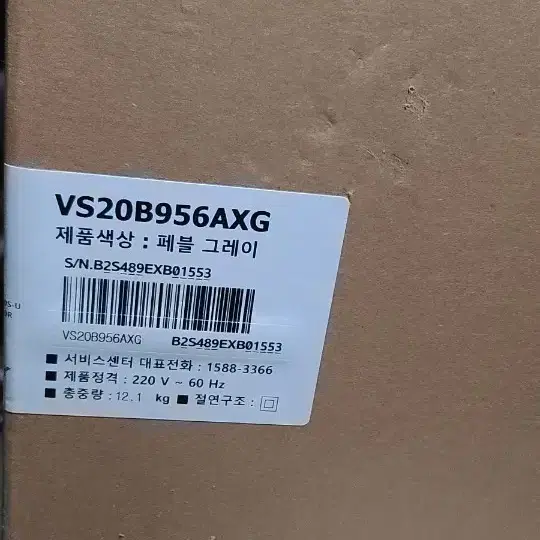 VS20B956AXG
제품색상 : 페블 그레이
S/N.B2S489EXB01553
VS20B956AXG B2S489EXB01553
■ 서비스센터 대표전화 : 1588-3366
■ 제품정격 : 220 V ~ 60 Hz
■ 총중량 : 12.1 kg ■ 절연구조 :